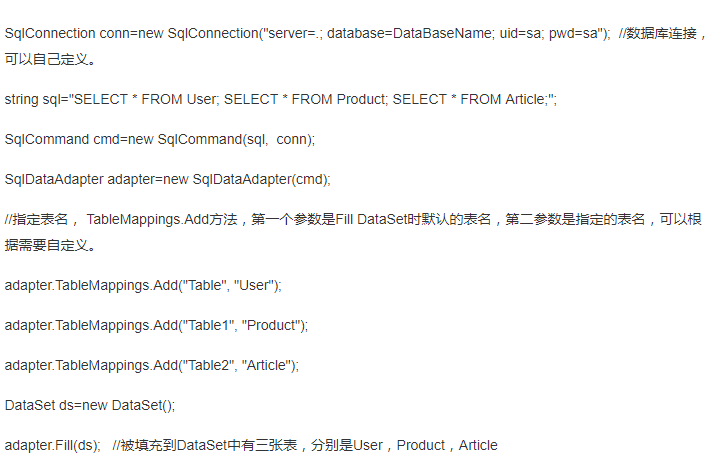 SqlConnection conn=new SqlConnection("server=.; database=DataBaseName; uid=sa; pwd=sa");  //数据库连接，
可以自己定义。
string sql="SELECT * FROM User; SELECT * FROM Product; SELECT * FROM Article;";
SqlCommand cmd=new SqlCommand(sql,  conn);
SqlDataAdapter adapter=new SqlDataAdapter(cmd);
//指定表名， TableMappings.Add方法，第一个参数是Fill DataSet时默认的表名，第二参数是指定的表名，可以根
据需要自定义。
adapter.TableMappings.Add("Table", "User");
adapter.TableMappings.Add("Table1", "Product");
adapter.TableMappings.Add("Table2", "Article");
DataSet ds=new DataSet();
adapter.Fill(ds);   //被填充到DataSet中有三张表，分别是User，Product，Article